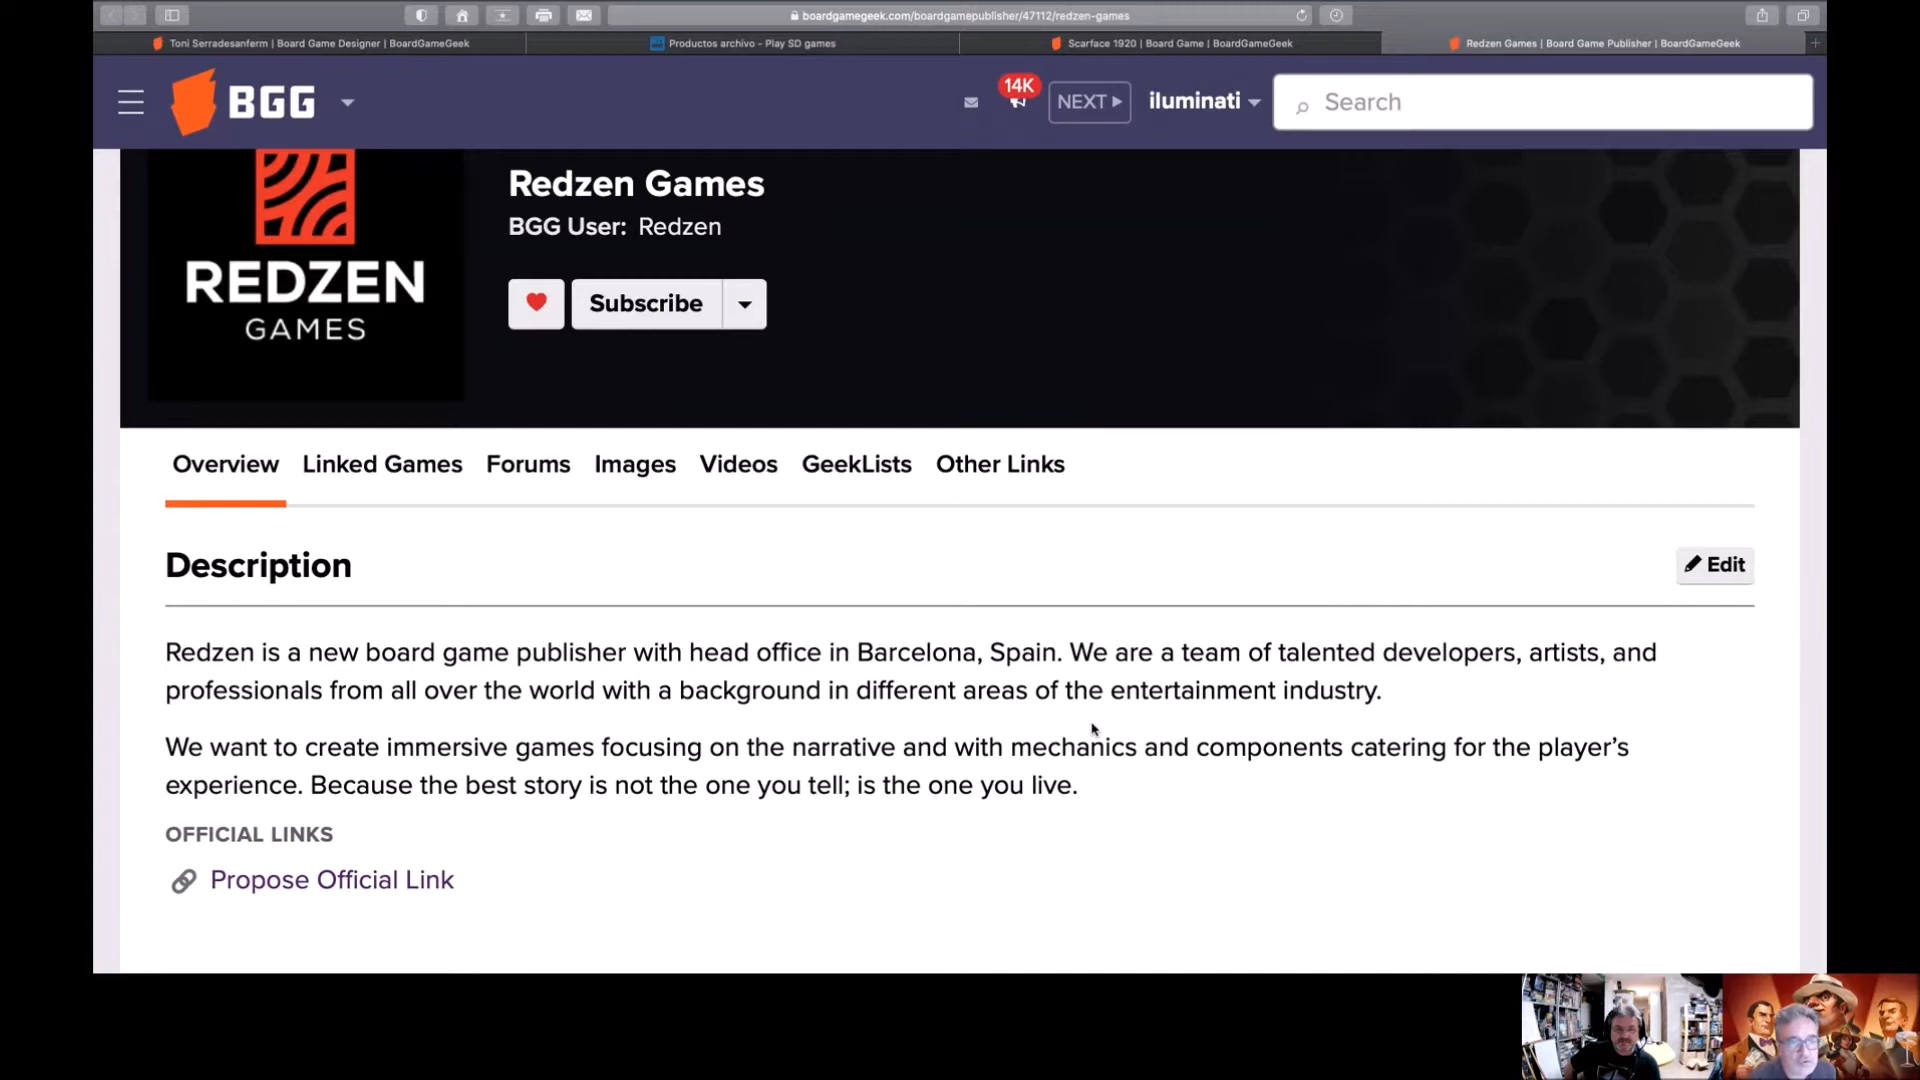 boardgamegeek.com/boardgamepublisher/47112/redzen-games
Toni Serradesanferm | Board Game Designer | BoardGameGeek
Productos archivo - Play SD games
Scarface 1920 | Board Game | BoardGameGeek
Redzen Games | Board Game Publisher | BoardGameGeek
BGG
14K
NEXT
iluminati
Search
REDZEN
GAMES
Redzen Games
BGG User: Redzen
Subscribe
Overview Linked Games Forums Images Videos GeekLists Other Links
Description
Edit
Redzen is a new board game publisher with head office in Barcelona, Spain. We are a team of talented developers, artists, and
professionals from all over the world with a background in different areas of the entertainment industry.
We want to create immersive games focusing on the narrative and with mechanics and components catering for the player's
experience. Because the best story is not the one you tell; is the one you live.
OFFICIAL LINKS
Propose Official Link